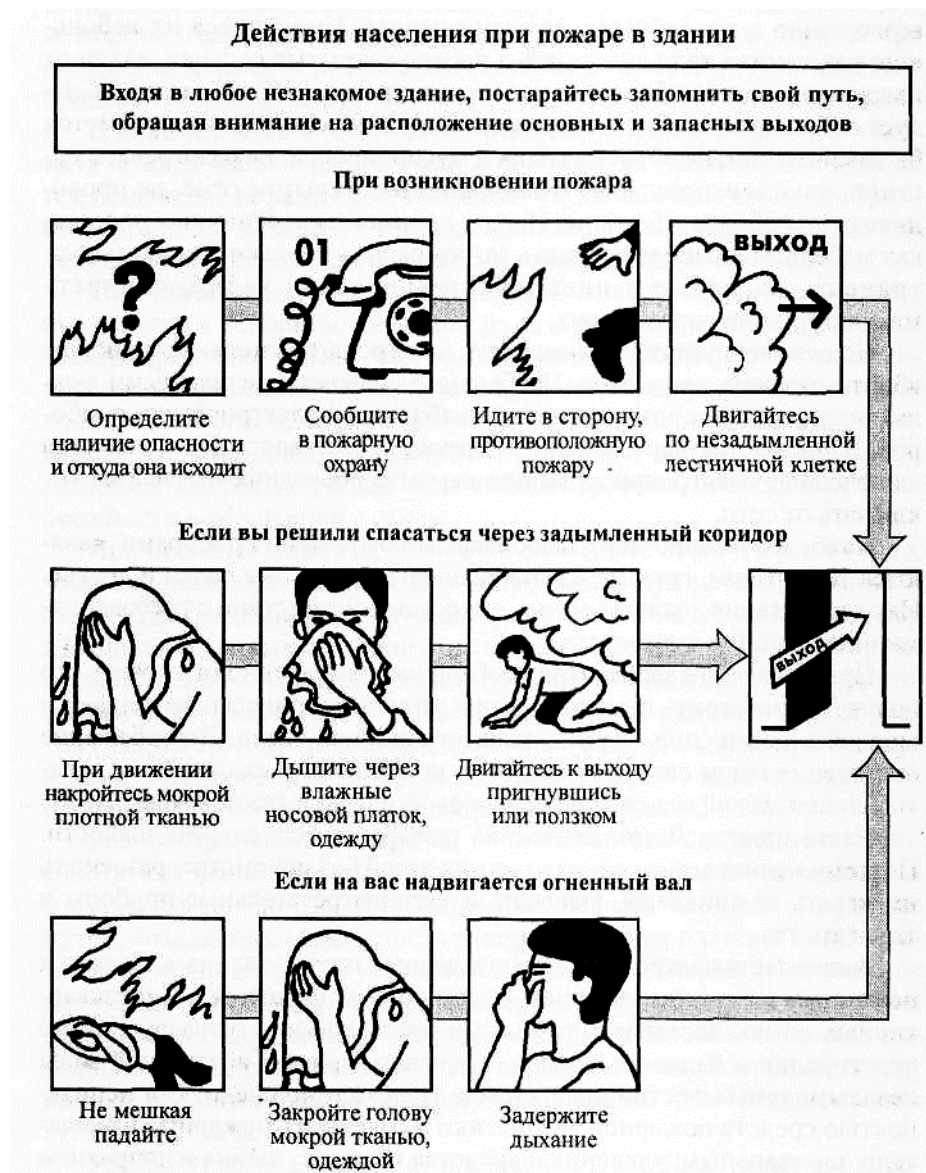 Действия населения при пожаре в здании
Входя в любое незнакомое здание, постарайтесь запомнить свой путь,
обращая внимание на расположение основных и запасных выходов
При возникновении пожара
?
01
ВЫХОД
Определите
наличие опасности
и откуда она исходит
Сообщите
в пожарную
охрану
Идите в сторону,
противоположную
пожару
Двигайтесь
по незадымленной
лестничной клетке
Если вы решили спасаться через задымленный коридор
ВЫХОД
При движении
накройтесь мокрой
плотной тканью
Дышите через
влажные
носовой платок,
одежду
Двигайтесь к выходу
пригнувшись
или ползком
Если на вас надвигается огненный вал
Не мешкая
падайте
Закройте голову
мокрой тканью,
одеждой
Задержите
дыхание